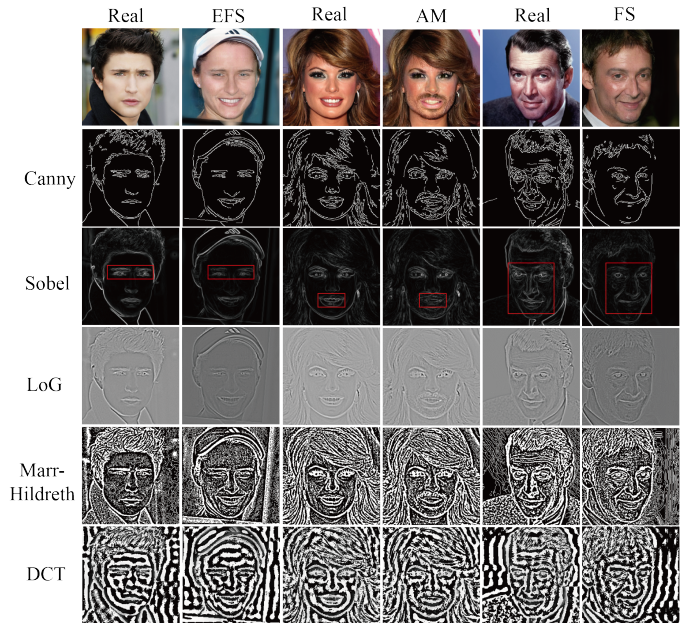 Real EFS Real AM Real FS
Canny
Sobel
LoG
Marr-
Hildreth
DCT